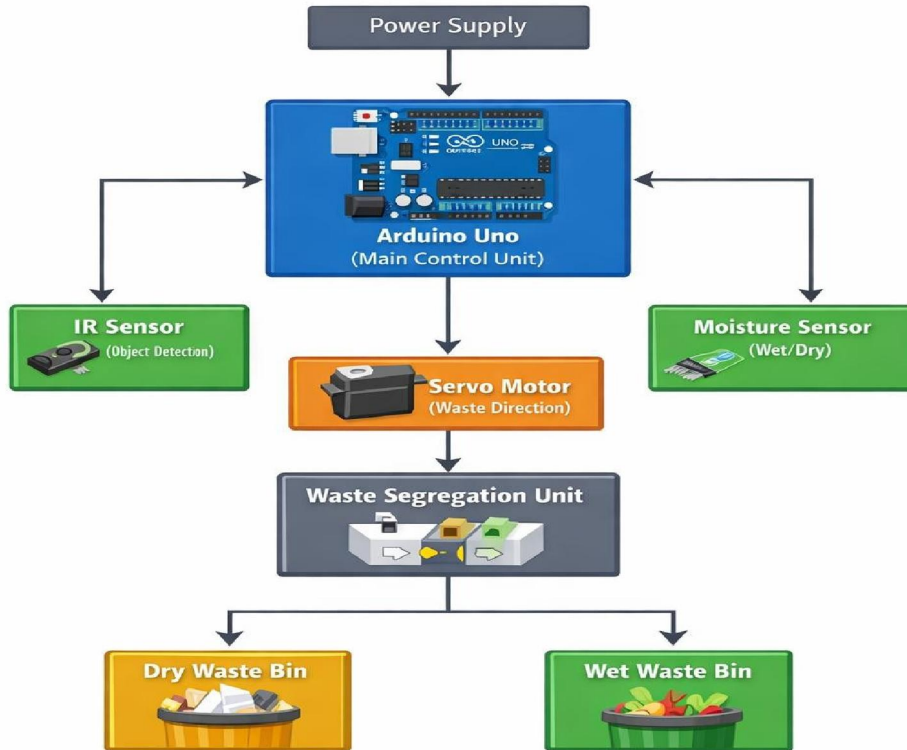 Power Supply
UNO
Arduino Uno
(Main Control Unit)
IR Sensor
(Object Detection)
Moisture Sensor
(Wet/Dry)
Servo Motor
(Waste Direction)
Waste Segregation Unit
Dry Waste Bin
Wet Waste Bin